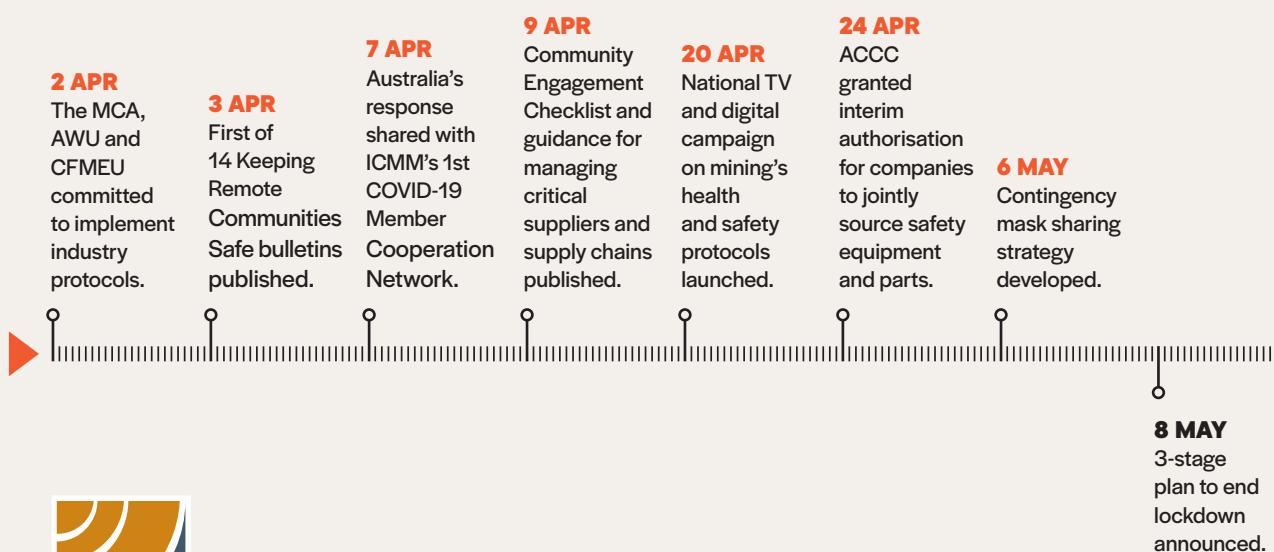 2 APR
The MCA,
AWU and
CFMEU
committed
to implement
industry
protocols.
3 APR
First of
14 Keeping
Remote
Communities
Safe bulletins
published.
7 APR
Australia’s
response
shared with
ICMM’s 1st
COVID-19
Member
Cooperation
Network.
9 APR
Community
Engagement
Checklist and
guidance for
managing
critical
suppliers and
supply chains
published.
20 APR
National TV
and digital
campaign
on mining’s
health
and safety
protocols
launched.
24 APR
ACCC
granted
interim
authorisation
for companies
to jointly
source safety
equipment
and parts.
6 MAY
Contingency
mask sharing
strategy
developed.
8 MAY
3-stage
plan to end
lockdown
announced.